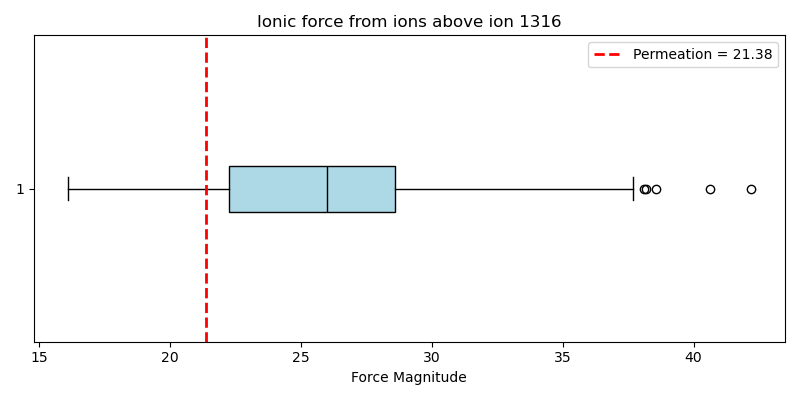 Ionic force from ions above ion 1316
Permeation = 21.38
1
15 20 25 30 35 40
Force Magnitude